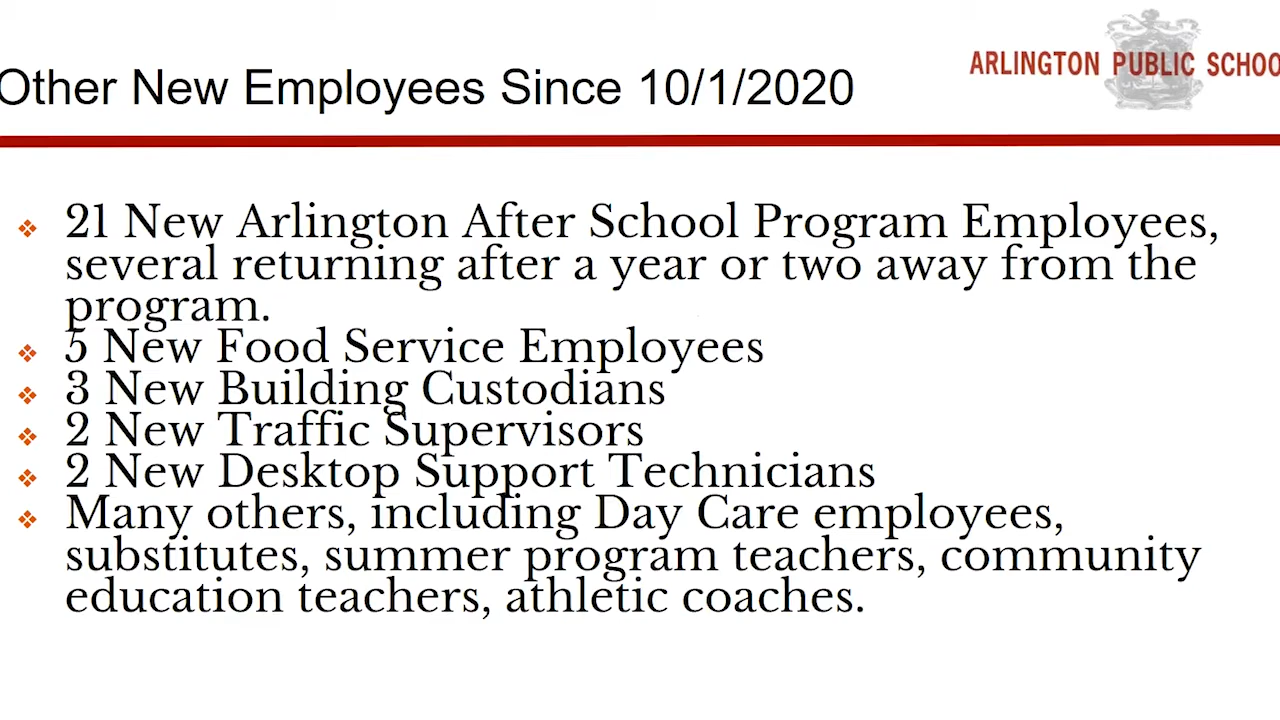 ARLINGTON PUBLIC SCHOO
Other New Employees Since 10/1/2020
❖ 21 New Arlington After School Program Employees,
several returning after a year or two away from the
program.
❖ 5 New Food Service Employees
❖ 3 New Building Custodians
❖ 2 New Traffic Supervisors
❖ 2 New Desktop Support Technicians
❖ Many others, including Day Care employees,
substitutes, summer program teachers, community
education teachers, athletic coaches.